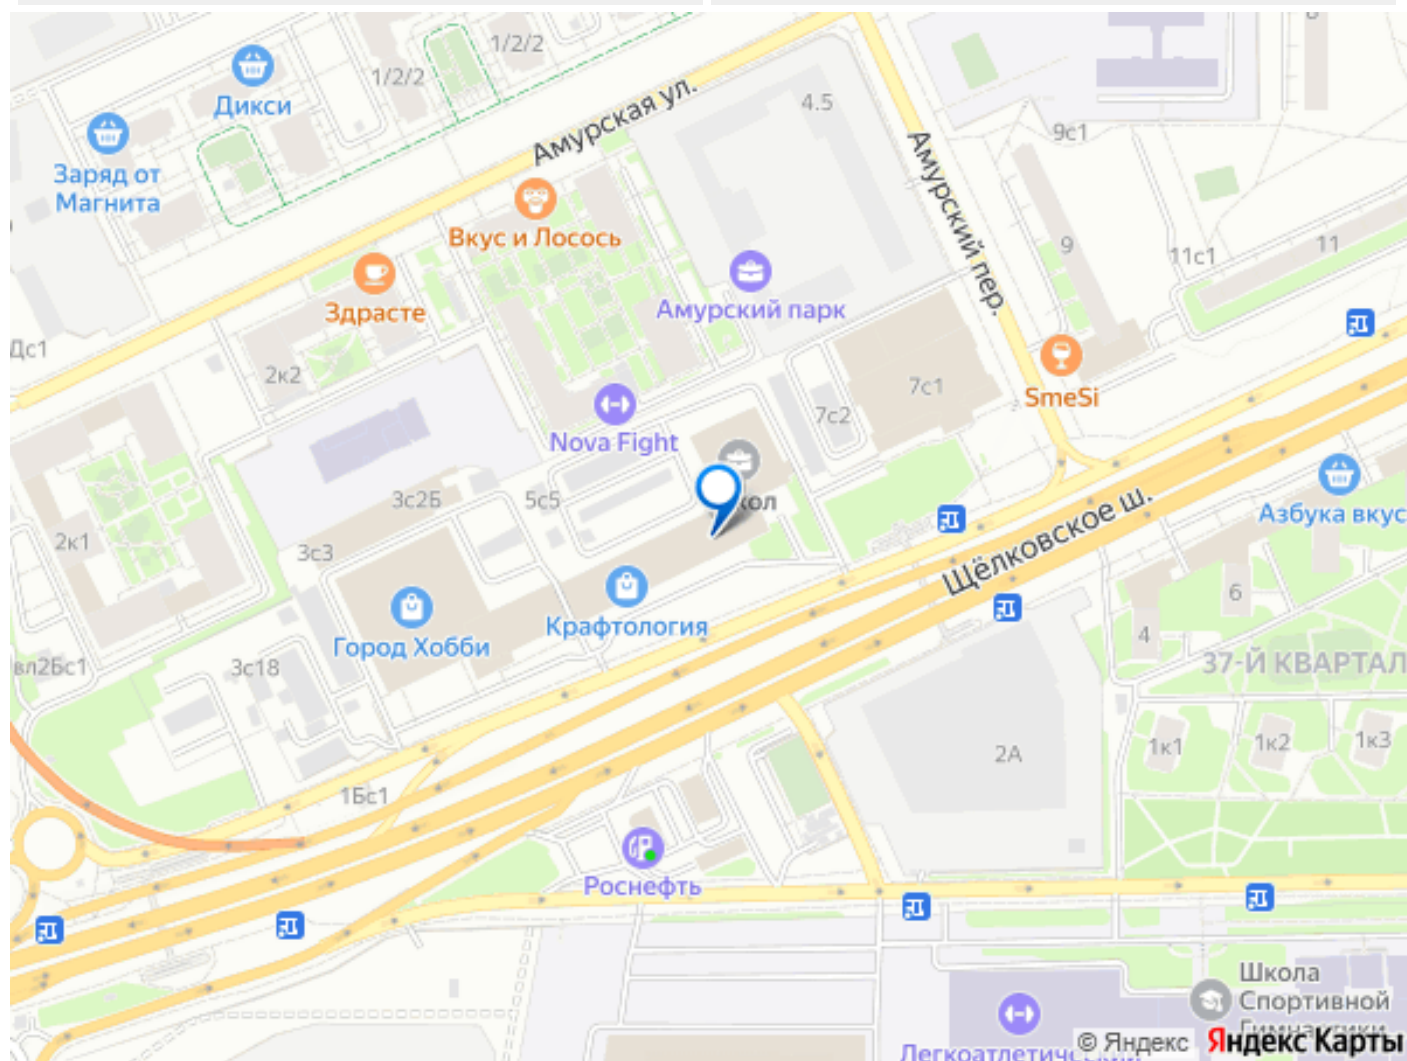 1/2/2
1/2/2
Дикси
4.5
Амурская ул.
9с1
Амурский пер.
Заряд от
Магнита
Вкус и Лосось
9
11
11с1
Здрасте
Амурский парк
Дс1
2к2
7с1
SmeSi
7с2
Nova Fight
3с2Б
5с5
Щёлковское ш.
Азбука вкус
2к1
3с3
6
Крафтология
4
Город Хобби
37-Й КВАРТАЛ
вл2Бс1
3с18
1к1
1к2
1к3
2А
1Бс1
Роснефть
Школа
Спортивной
Гимнастики
© Яндекс
Яндекс Карты